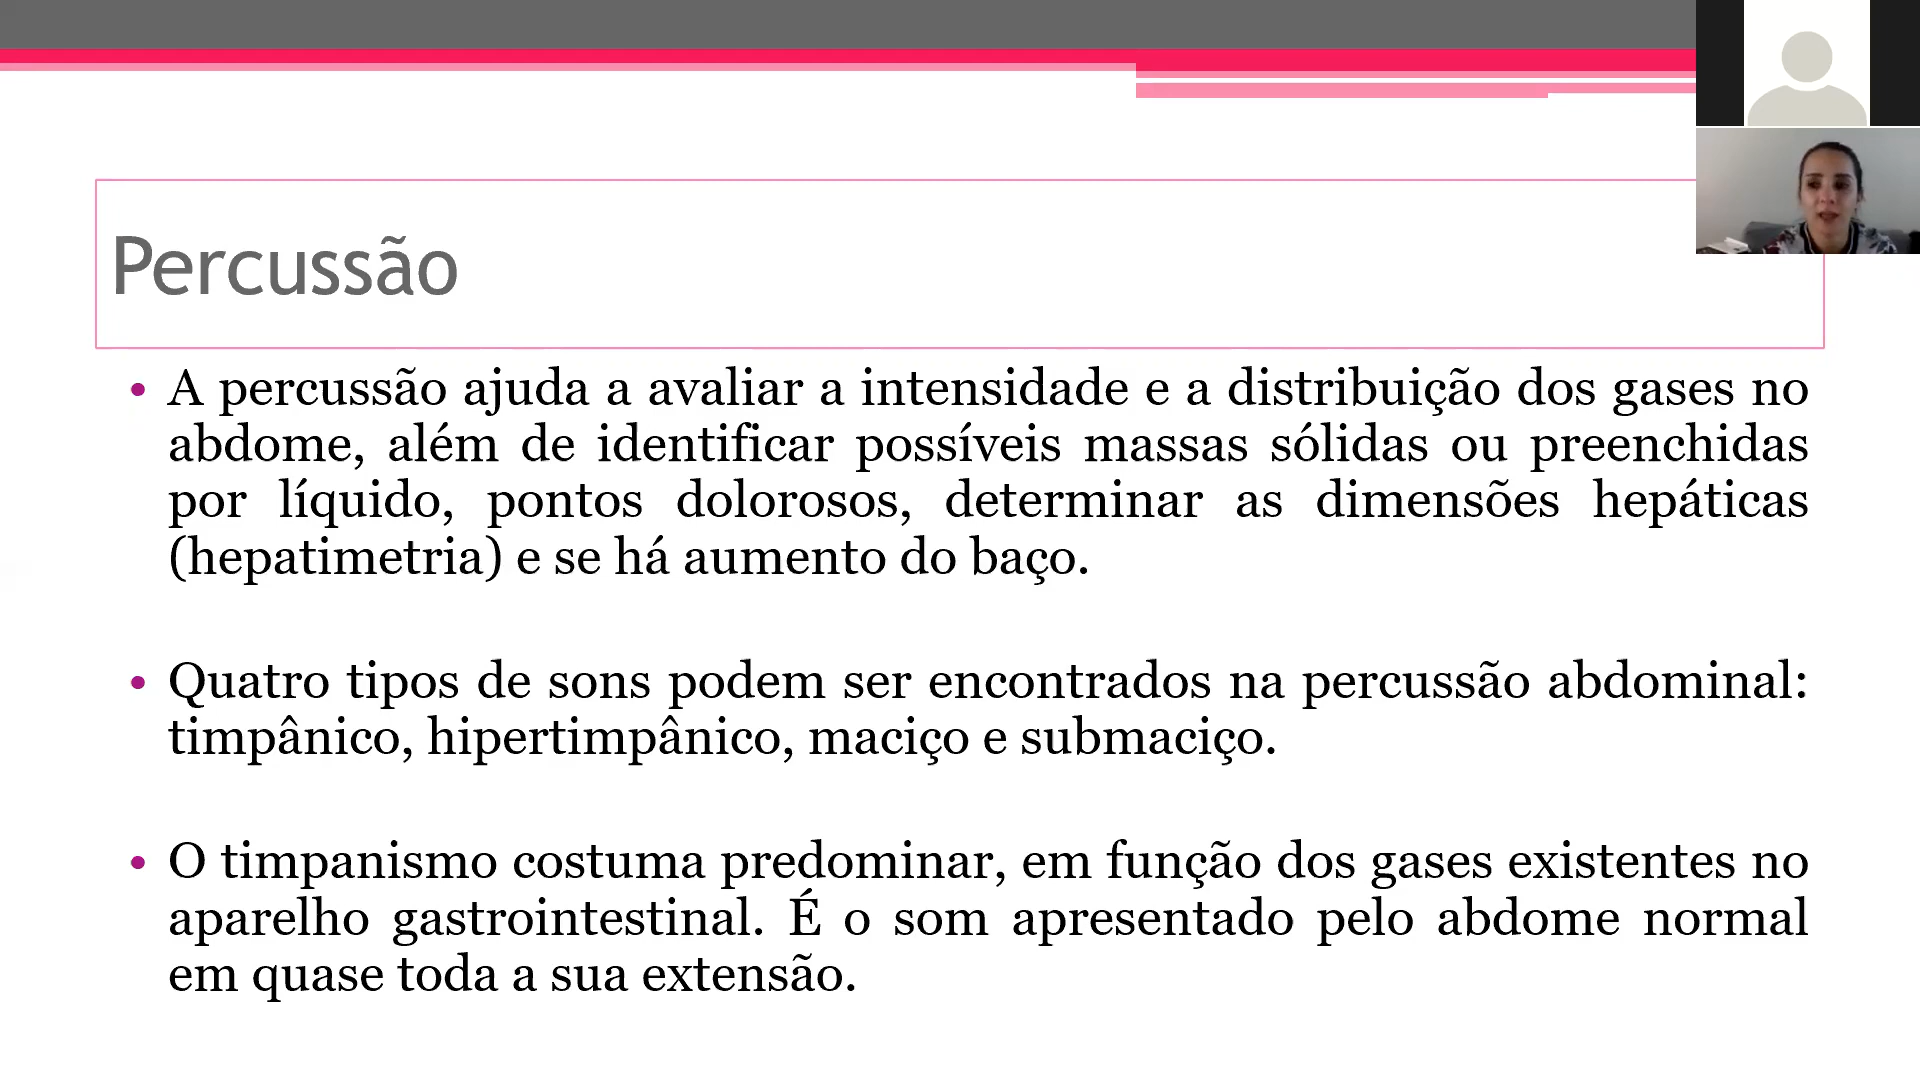 Percussão
• A percussão ajuda a avaliar a intensidade e a distribuição dos gases no
abdome, além de identificar possíveis massas sólidas ou preenchidas
por líquido, pontos dolorosos, determinar as dimensões hepáticas
(hepatimetria) e se há aumento do baço.
• Quatro tipos de sons podem ser encontrados na percussão abdominal:
timpânico, hipertimpânico, maciço e submaciço.
• O timpanismo costuma predominar, em função dos gases existentes no
aparelho gastrointestinal. É o som apresentado pelo abdome normal
em quase toda a sua extensão.